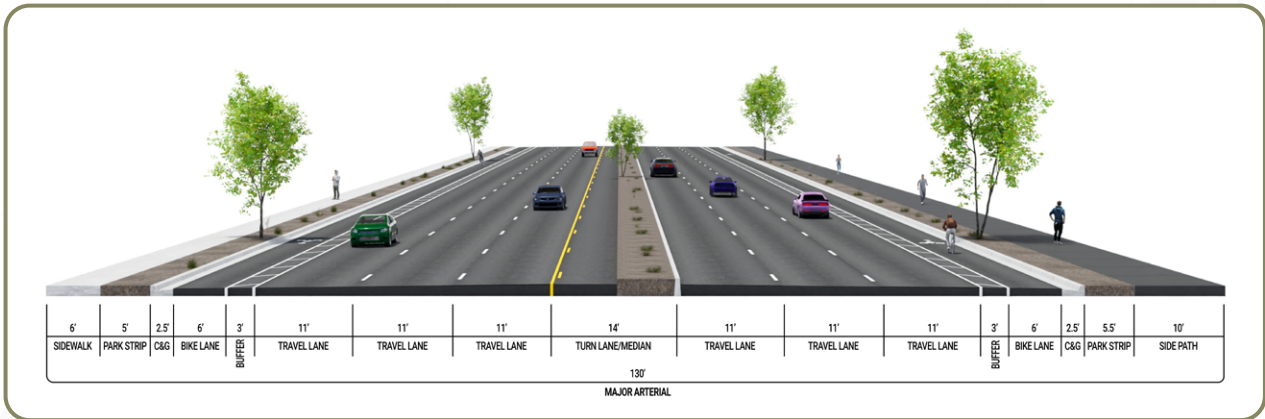 6' 5' 2.5' 6' 3' 11' 11' 11' 14' 11' 11' 11' 3' 6' 2.5' 5.5' 10'
SIDEWALK PARK STRIP C&G BIKE LANE BUFFER TRAVEL LANE TRAVEL LANE TRAVEL LANE TURN LANE/MEDIAN TRAVEL LANE TRAVEL LANE TRAVEL LANE BUFFER BIKE LANE C&G PARK STRIP SIDE PATH
130'
MAJOR ARTERIAL